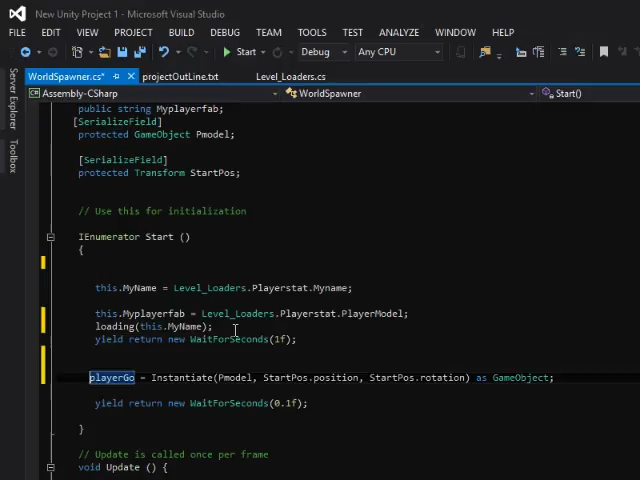 New Unity Project 1 - Microsoft Visual Studio
FILE EDIT VIEW PROJECT BUILD DEBUG TEAM TOOLS TEST ARCHITECTURE ANALYZE WINDOW HELP
Start Debug Any CPU
WorldSpawner.cs* projectOutLine.txt Level_Loaders.cs
Assembly-CSharp WorldSpawner Start()
Server Explorer
Toolbox
public string Myplayerfab;
[SerializeField]
protected GameObject Pmodel;
[SerializeField]
protected Transform StartPos;
// Use this for initialization
IEnumerator Start ()
{
this.MyName = Level_Loaders.Playerstat.Myname;
this.Myplayerfab = Level_Loaders.Playerstat.PlayerModel;
loading(this.MyName);
yield return new WaitForSeconds(1f);
playerGo = Instantiate(Pmodel, StartPos.position, StartPos.rotation) as GameObject;
yield return new WaitForSeconds(0.1f);
}
// Update is called once per frame
void Update () {